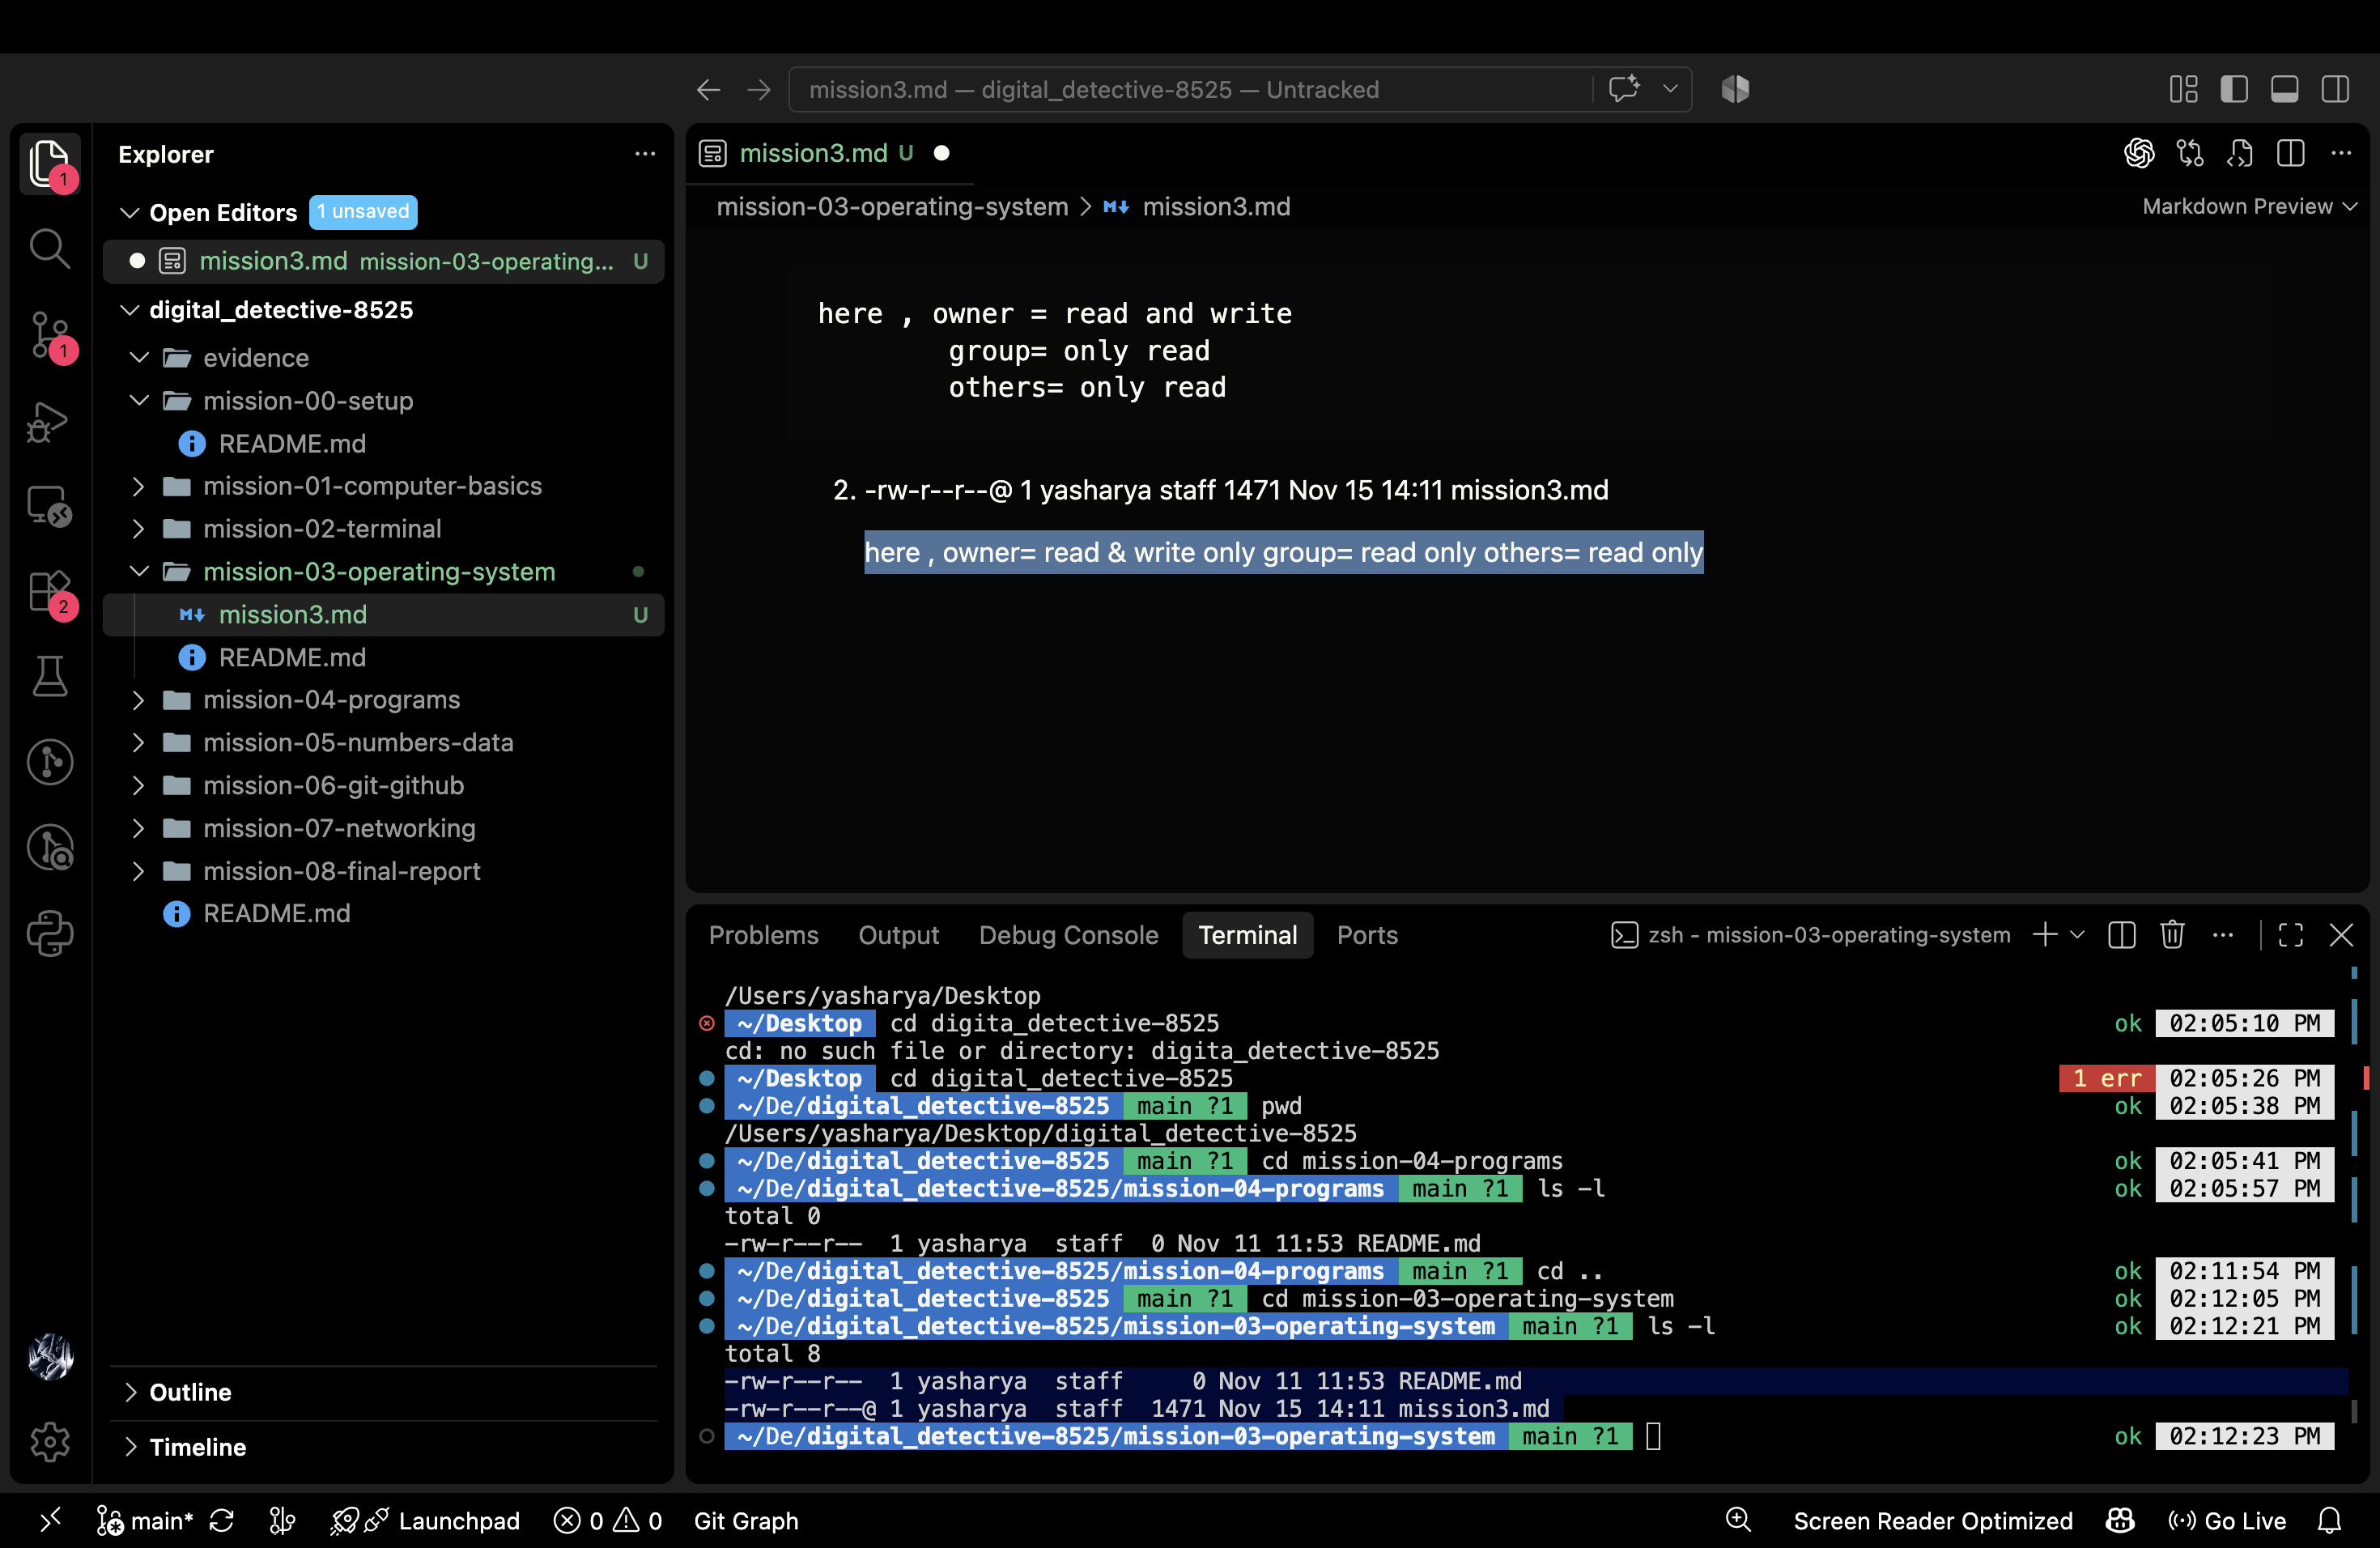 mission3.md — digital_detective-8525 — Untracked
Explorer
Open Editors 1 unsaved
mission3.md mission-03-operating... U
digital_detective-8525
evidence
mission-00-setup
README.md
mission-01-computer-basics
mission-02-terminal
mission-03-operating-system
mission3.md U
README.md
mission-04-programs
mission-05-numbers-data
mission-06-git-github
mission-07-networking
mission-08-final-report
README.md
Outline
Timeline
1
1
2
mission3.md U
mission-03-operating-system > mission3.md
Markdown Preview
here , owner = read and write
group= only read
others= only read
2. -rw-r--r--@ 1 yasharya staff 1471 Nov 15 14:11 mission3.md
here , owner= read & write only group= read only others= read only
Problems Output Debug Console Terminal Ports
zsh - mission-03-operating-system
/Users/yasharya/Desktop
~/Desktop cd digita_detective-8525 ok 02:05:10 PM
cd: no such file or directory: digita_detective-8525
~/Desktop cd digital_detective-8525 1 err 02:05:26 PM
~/De/digital_detective-8525 main ?1 pwd ok 02:05:38 PM
/Users/yasharya/Desktop/digital_detective-8525
~/De/digital_detective-8525 main ?1 cd mission-04-programs ok 02:05:41 PM
~/De/digital_detective-8525/mission-04-programs main ?1 ls -l ok 02:05:57 PM
total 0
-rw-r--r-- 1 yasharya staff 0 Nov 11 11:53 README.md
~/De/digital_detective-8525/mission-04-programs main ?1 cd .. ok 02:11:54 PM
~/De/digital_detective-8525 main ?1 cd mission-03-operating-system ok 02:12:05 PM
~/De/digital_detective-8525/mission-03-operating-system main ?1 ls -l ok 02:12:21 PM
total 8
-rw-r--r-- 1 yasharya staff 0 Nov 11 11:53 README.md
-rw-r--r--@ 1 yasharya staff 1471 Nov 15 14:11 mission3.md
~/De/digital_detective-8525/mission-03-operating-system main ?1 ok 02:12:23 PM
main* Launchpad 0 0 Git Graph Screen Reader Optimized Go Live